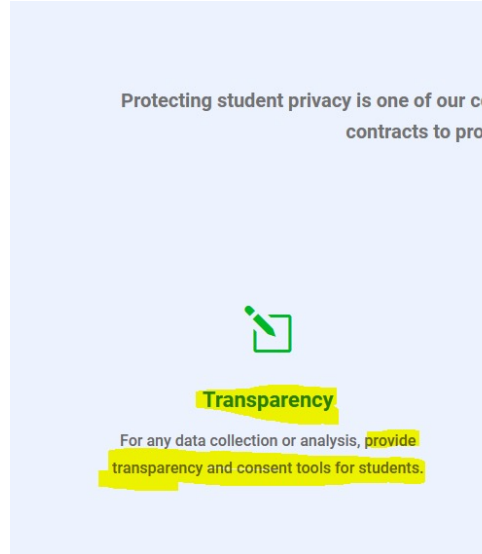 Protecting student privacy is one of our c
contracts to pro
Transparency
For any data collection or analysis, provide
transparency and consent tools for students.